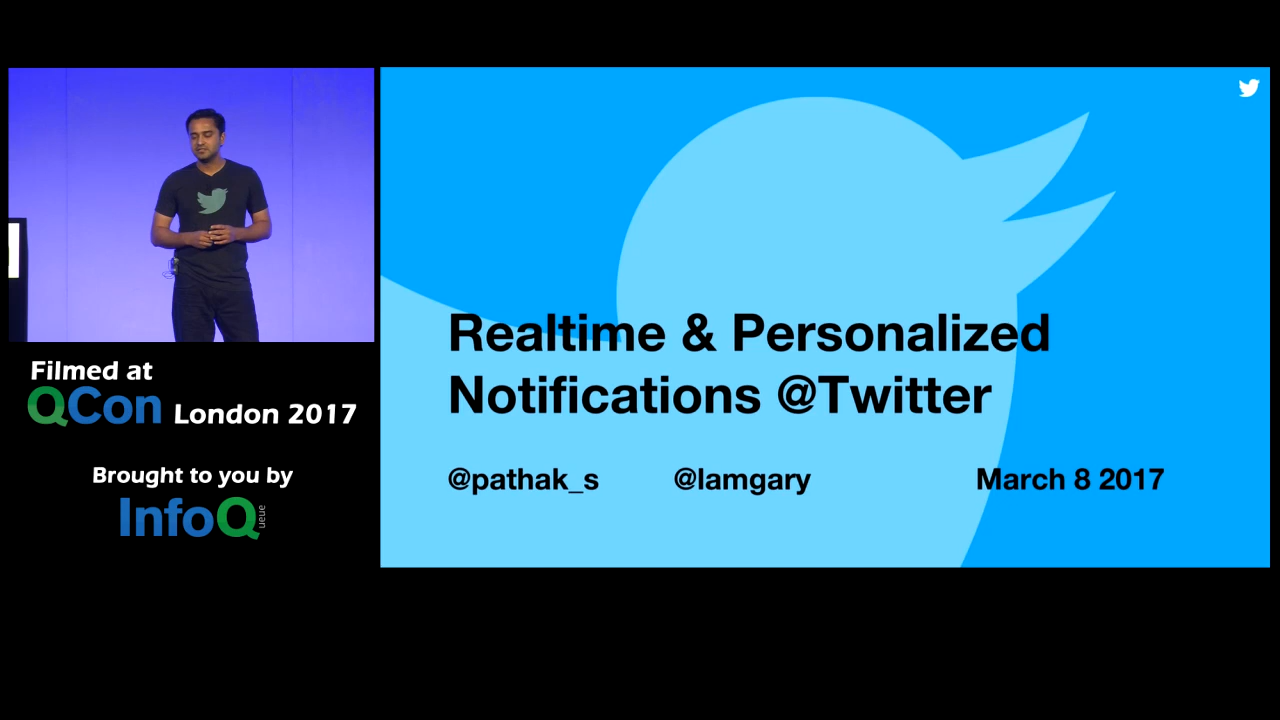 Realtime & Personalized
Notifications @Twitter
@pathak_s @lamgary March 8 2017
Filmed at
QCon London 2017
Brought to you by
InfoQ
ueue